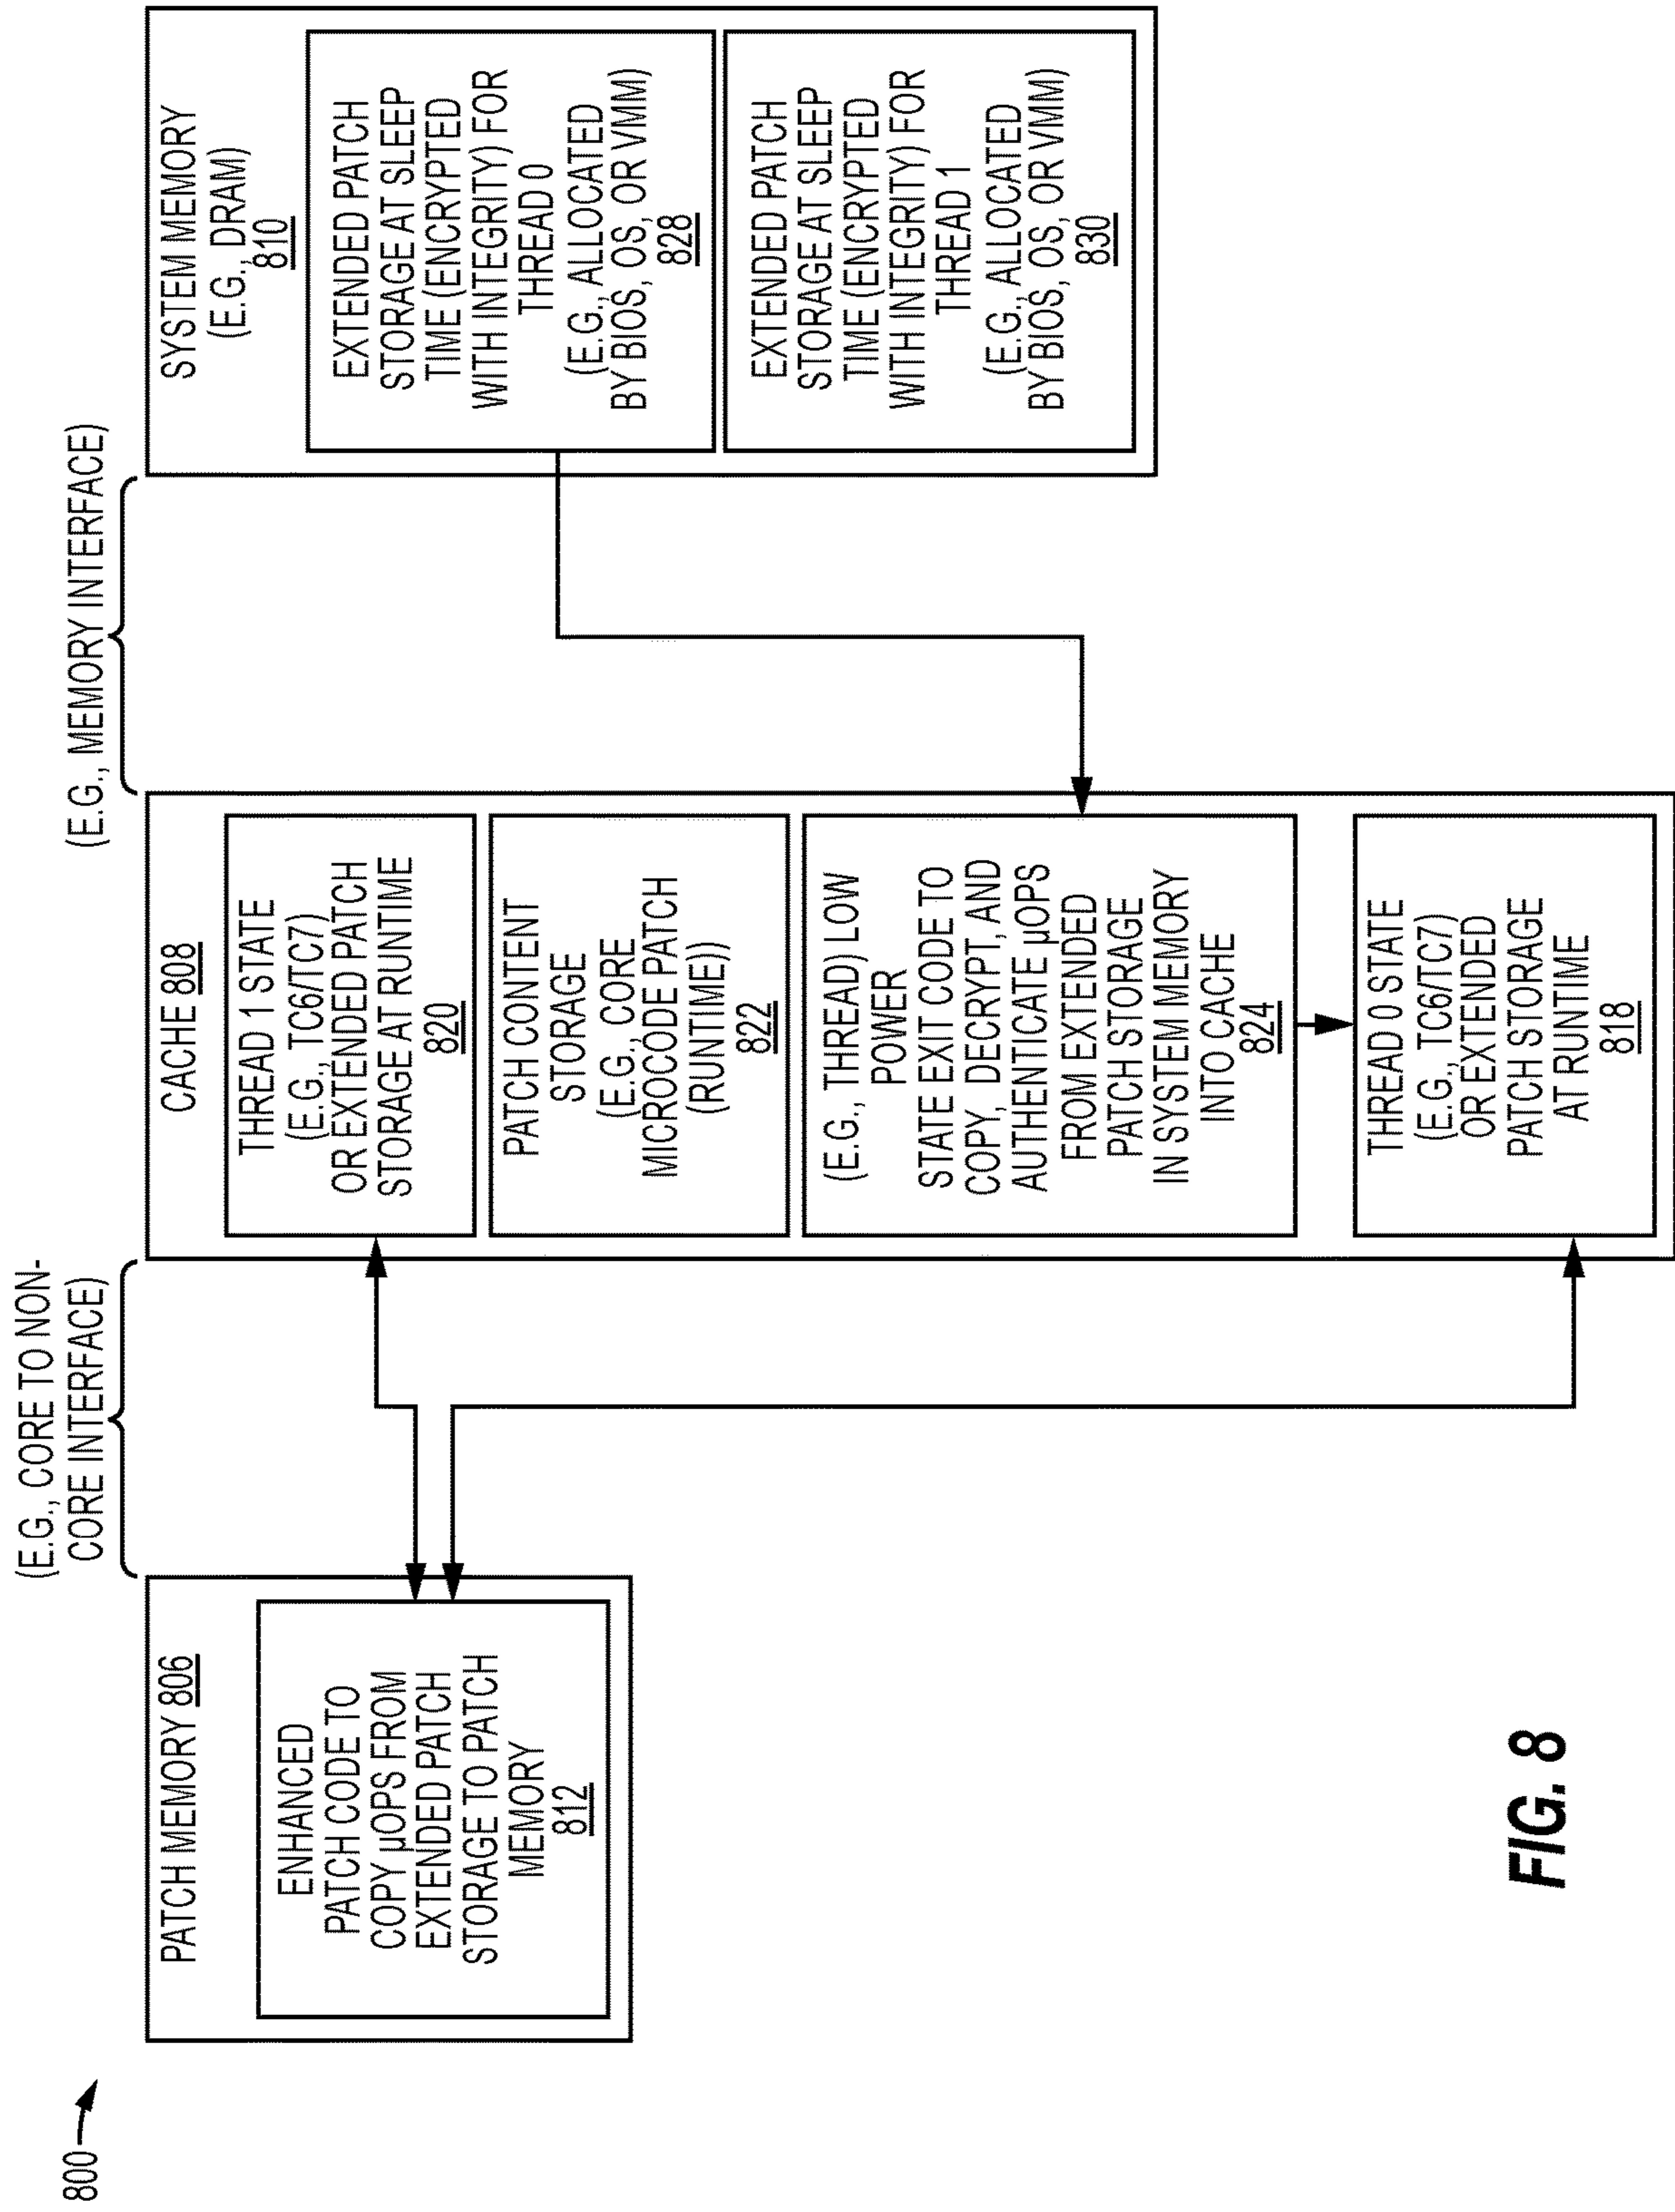 800
(E.G., CORE TO NON-
CORE INTERFACE)
(E.G., MEMORY INTERFACE)
PATCH MEMORY 806
ENHANCED
PATCH CODE TO
COPY µOPS FROM
EXTENDED PATCH
STORAGE TO PATCH
MEMORY
812
CACHE 808
THREAD 1 STATE
(E.G., TC6/TC7)
OR EXTENDED PATCH
STORAGE AT RUNTIME
820
PATCH CONTENT
STORAGE
(E.G., CORE
MICROCODE PATCH
(RUNTIME))
822
(E.G., THREAD) LOW
POWER
STATE EXIT CODE TO
COPY, DECRYPT, AND
AUTHENTICATE µOPS
FROM EXTENDED
PATCH STORAGE
IN SYSTEM MEMORY
INTO CACHE
824
THREAD 0 STATE
(E.G., TC6/TC7)
OR EXTENDED
PATCH STORAGE
AT RUNTIME
818
SYSTEM MEMORY
(E.G., DRAM)
810
EXTENDED PATCH
STORAGE AT SLEEP
TIME (ENCRYPTED
WITH INTEGRITY) FOR
THREAD 0
(E.G., ALLOCATED
BY BIOS, OS, OR VMM)
828
EXTENDED PATCH
STORAGE AT SLEEP
TIME (ENCRYPTED
WITH INTEGRITY) FOR
THREAD 1
(E.G., ALLOCATED
BY BIOS, OS, OR VMM)
830
FIG. 8